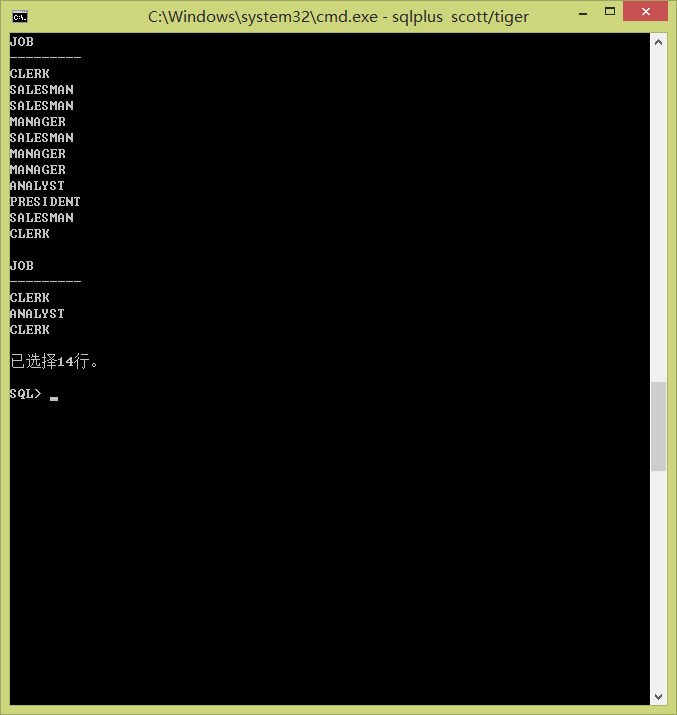 C:\Windows\system32\cmd.exe - sqlplus  scott/tiger
JOB
---------
CLERK
SALESMAN
SALESMAN
MANAGER
SALESMAN
MANAGER
MANAGER
ANALYST
PRESIDENT
SALESMAN
CLERK
JOB
---------
CLERK
ANALYST
CLERK
已选择14行。
SQL>